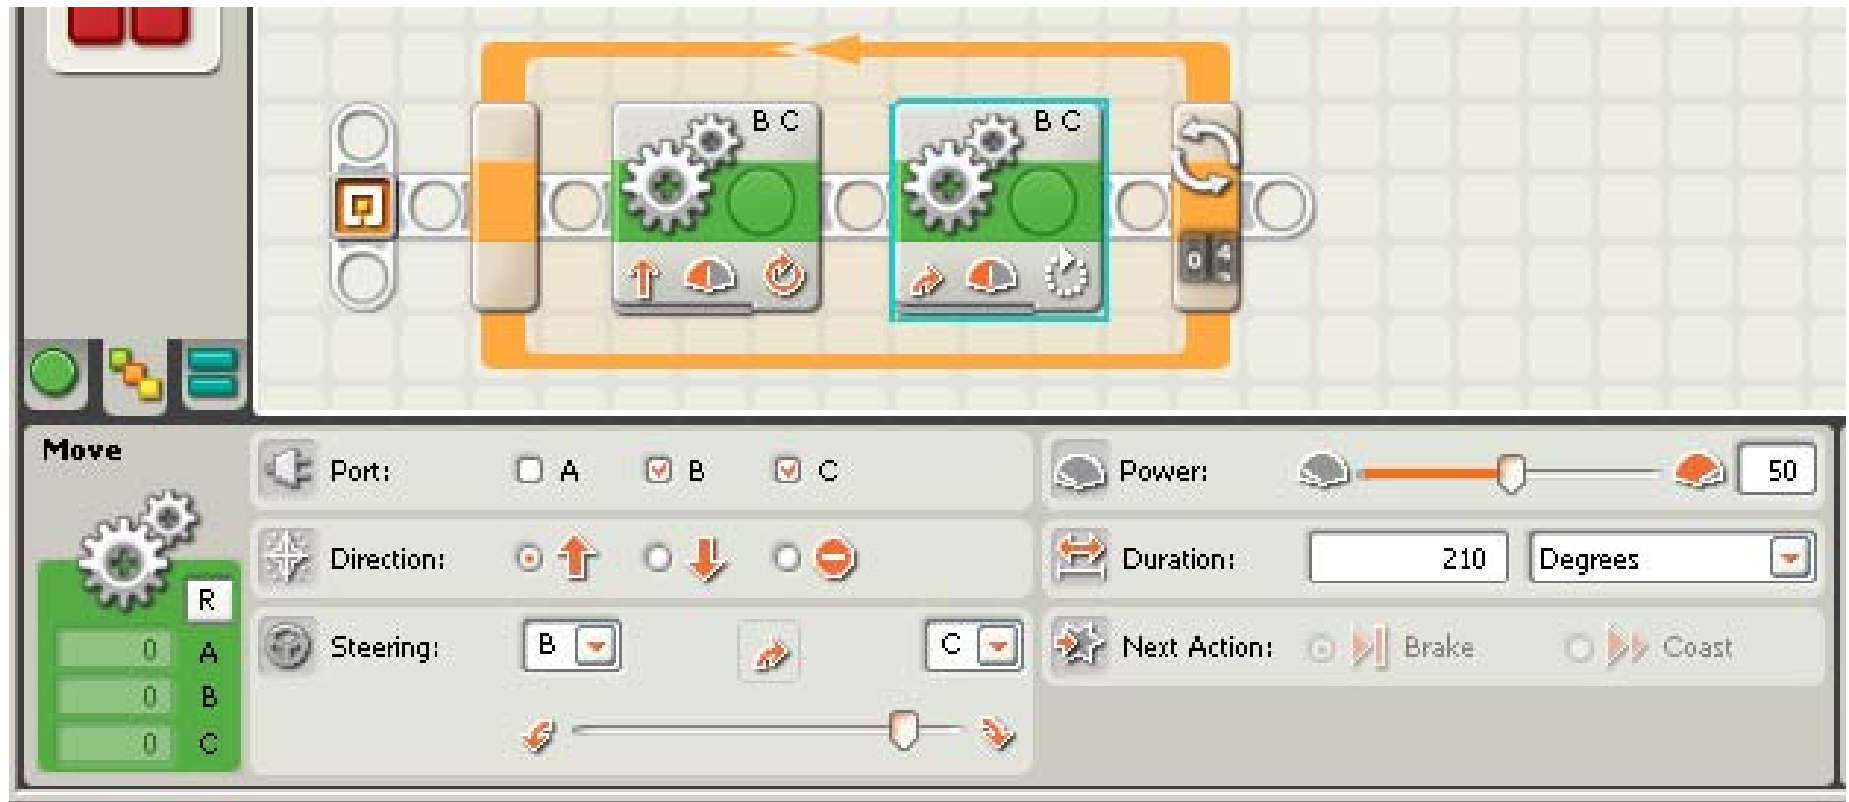 B C
B C
0
Move
Port:
A
B
C
Power:
50
Direction:
Duration:
210
Degrees
R
Steering:
B
C
Next Action:
Brake
Coast
0 A
0 B
0 C